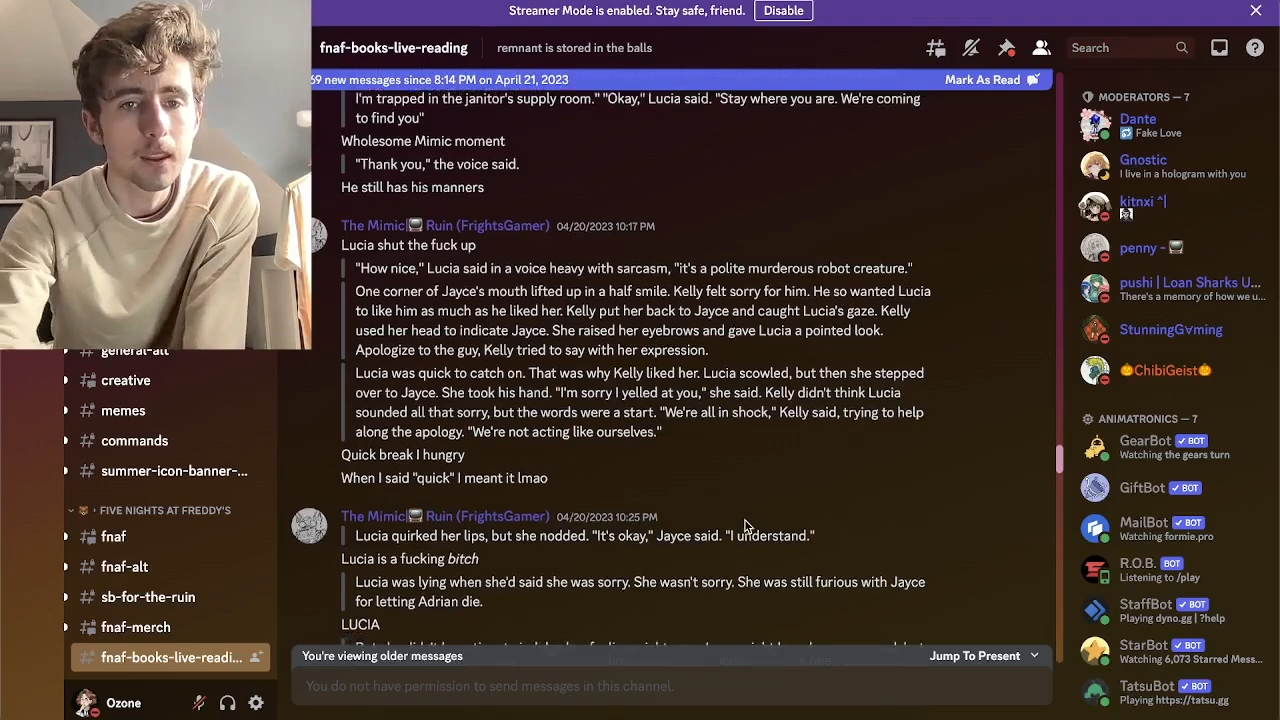 Streamer Mode is enabled. Stay safe, friend.
Disable
fnaf-books-live-reading
remnant is stored in the balls
Search
69 new messages since 8:14 PM on April 21, 2023
Mark As Read
I'm trapped in the janitor's supply room." "Okay," Lucia said. "Stay where you are. We're coming
to find you"
Wholesome Mimic moment
"Thank you," the voice said.
He still has his manners
The Mimic| Ruin (FrightsGamer) 04/20/2023 10:17 PM
Lucia shut the fuck up
"How nice," Lucia said in a voice heavy with sarcasm, "it's a polite murderous robot creature."
One corner of Jayce's mouth lifted up in a half smile. Kelly felt sorry for him. He so wanted Lucia
to like him as much as he liked her. Kelly put her back to Jayce and caught Lucia's gaze. Kelly
used her head to indicate Jayce. She raised her eyebrows and gave Lucia a pointed look.
Apologize to the guy, Kelly tried to say with her expression.
Lucia was quick to catch on. That was why Kelly liked her. Lucia scowled, but then she stepped
over to Jayce. She took his hand. "I'm sorry I yelled at you," she said. Kelly didn't think Lucia
sounded all that sorry, but the words were a start. "We're all in shock," Kelly said, trying to help
along the apology. "We're not acting like ourselves."
Quick break I hungry
When I said "quick" I meant it lmao
The Mimic| Ruin (FrightsGamer) 04/20/2023 10:25 PM
Lucia quirked her lips, but she nodded. "It's okay," Jayce said. "I understand."
Lucia is a fucking bitch
Lucia was lying when she'd said she was sorry. She wasn't sorry. She was still furious with Jayce
for letting Adrian die.
LUCIA
You're viewing older messages
Jump To Present
You do not have permission to send messages in this channel.
general-alt
creative
memes
commands
summer-icon-banner-...
FIVE NIGHTS AT FREDDY'S
fnaf
fnaf-alt
sb-for-the-ruin
fnaf-merch
fnaf-books-live-readi...
Ozone
MODERATORS — 7
Dante
Fake Love
Gnostic
I live in a hologram with you
kitnxi ^|
penny -
pushi | Loan Sharks U...
There's a memory of how we u...
StunningG∀ming
ChibiGeist
ANIMATRONICS — 7
GearBot ✓ BOT
Watching the gears turn
GiftBot ✓ BOT
MailBot ✓ BOT
Watching formie.pro
R.O.B. ✓ BOT
Listening to /play
StaffBot ✓ BOT
Playing dyno.gg | ?help
StarBot ✓ BOT
Watching 6,073 Starred Mess...
TatsuBot ✓ BOT
Playing https://tatsu.gg